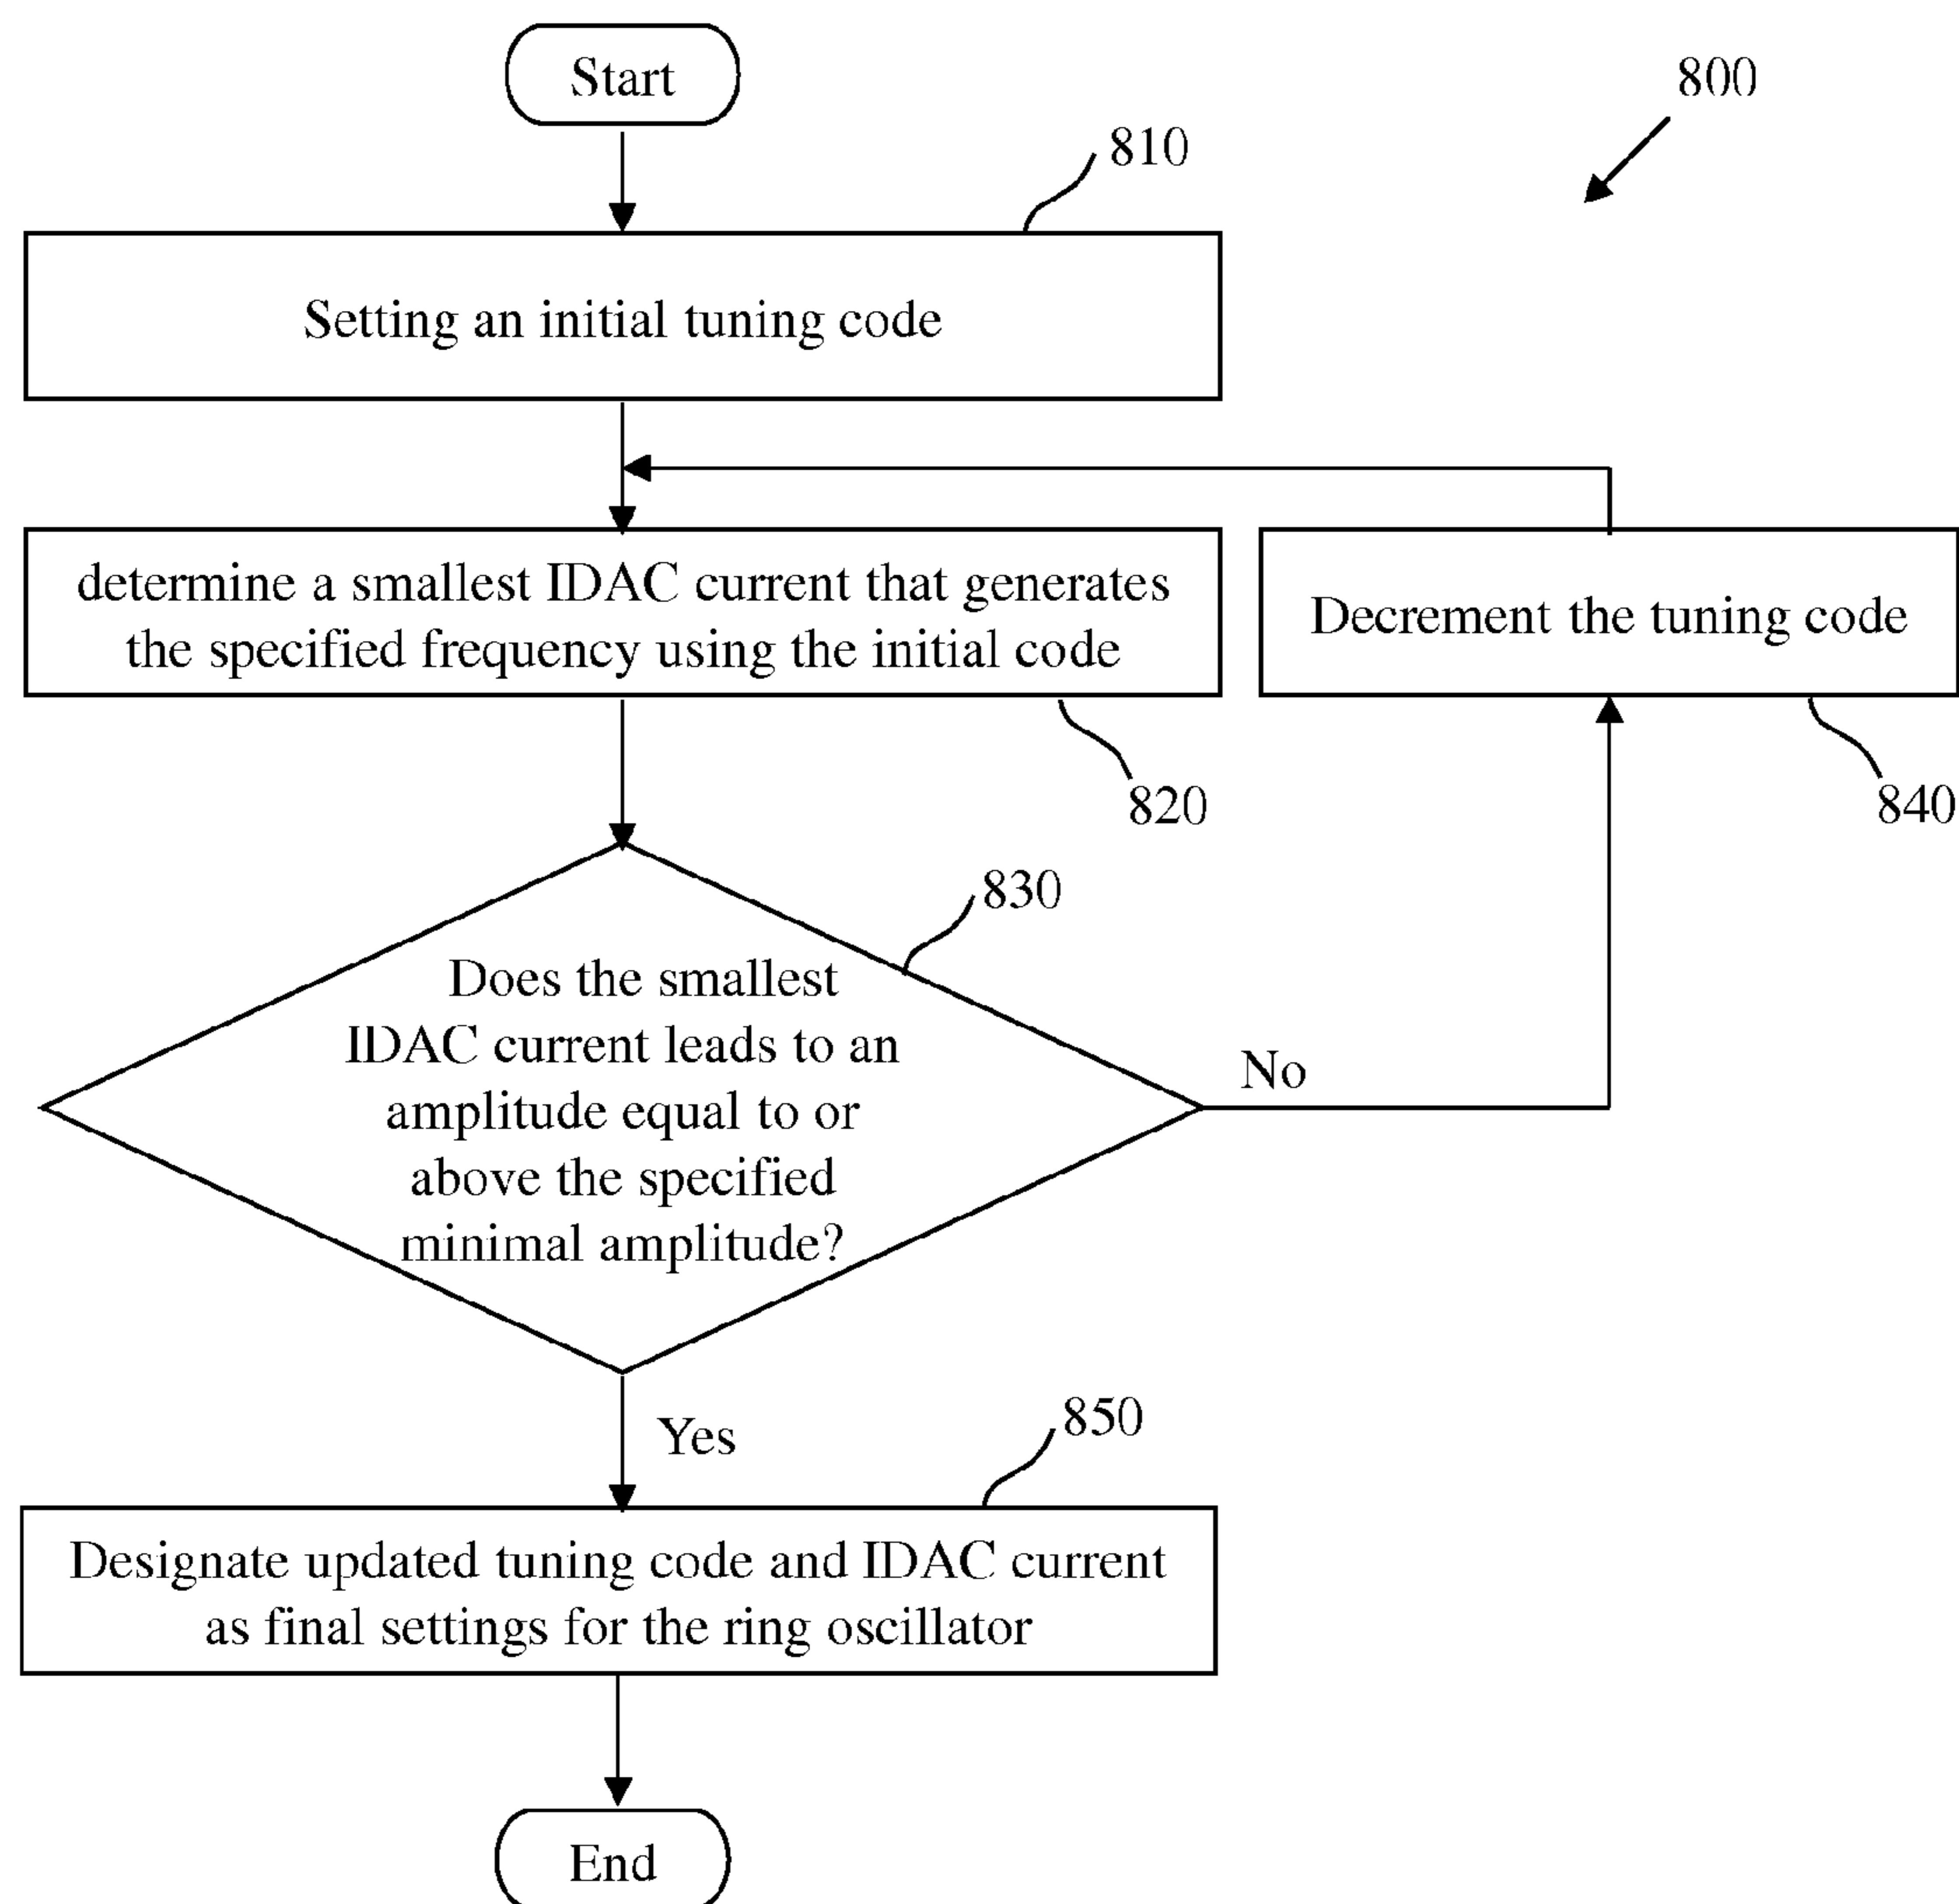 Start
800
810
Setting an initial tuning code
determine a smallest IDAC current that generates
the specified frequency using the initial code
Decrement the tuning code
820
840
830
Does the smallest
IDAC current leads to an
amplitude equal to or
above the specified
minimal amplitude?
No
Yes
850
Designate updated tuning code and IDAC current
as final settings for the ring oscillator
End